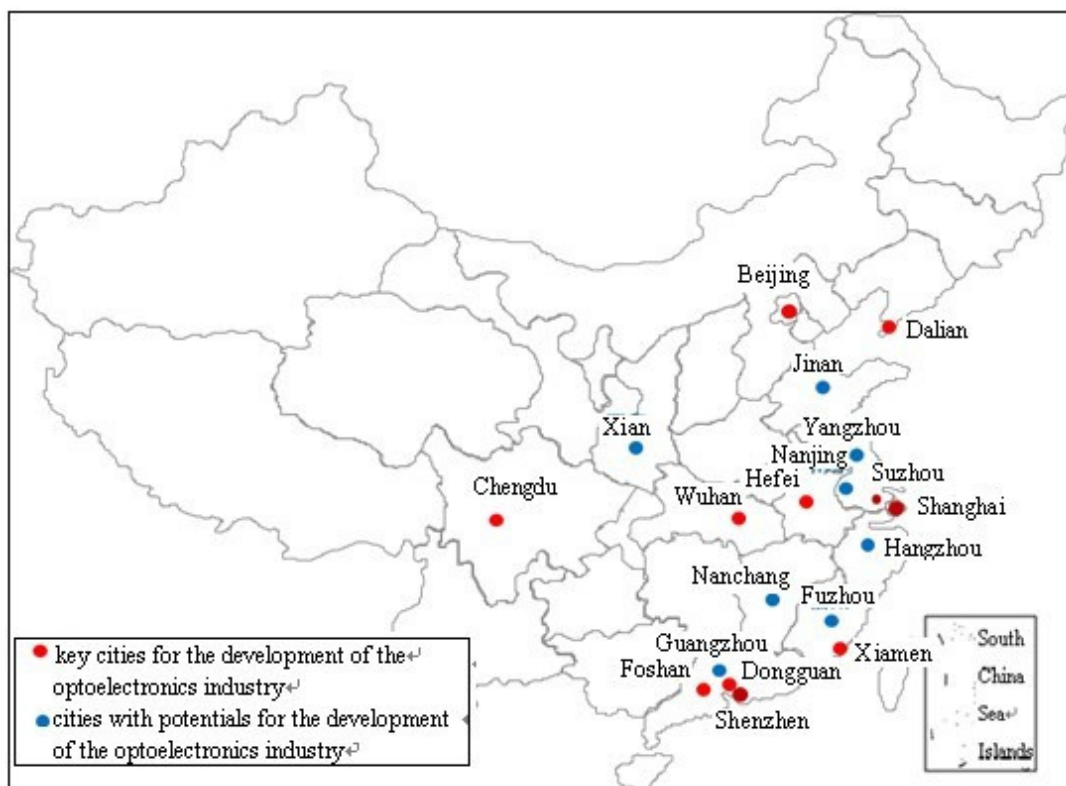 Beijing
Dalian
Jinan
Xian
Yangzhou
Nanjing
Hefei
Suzhou
Chengdu
Wuhan
Shanghai
Hangzhou
Nanchang
Fuzhou
Guangzhou
Foshan
Dongguan
Xiamen
Shenzhen
key cities for the development of the↵
optoelectronics industry↵
cities with potentials for the development
of the optoelectronics industry↵
South
China
Sea↵
Islands